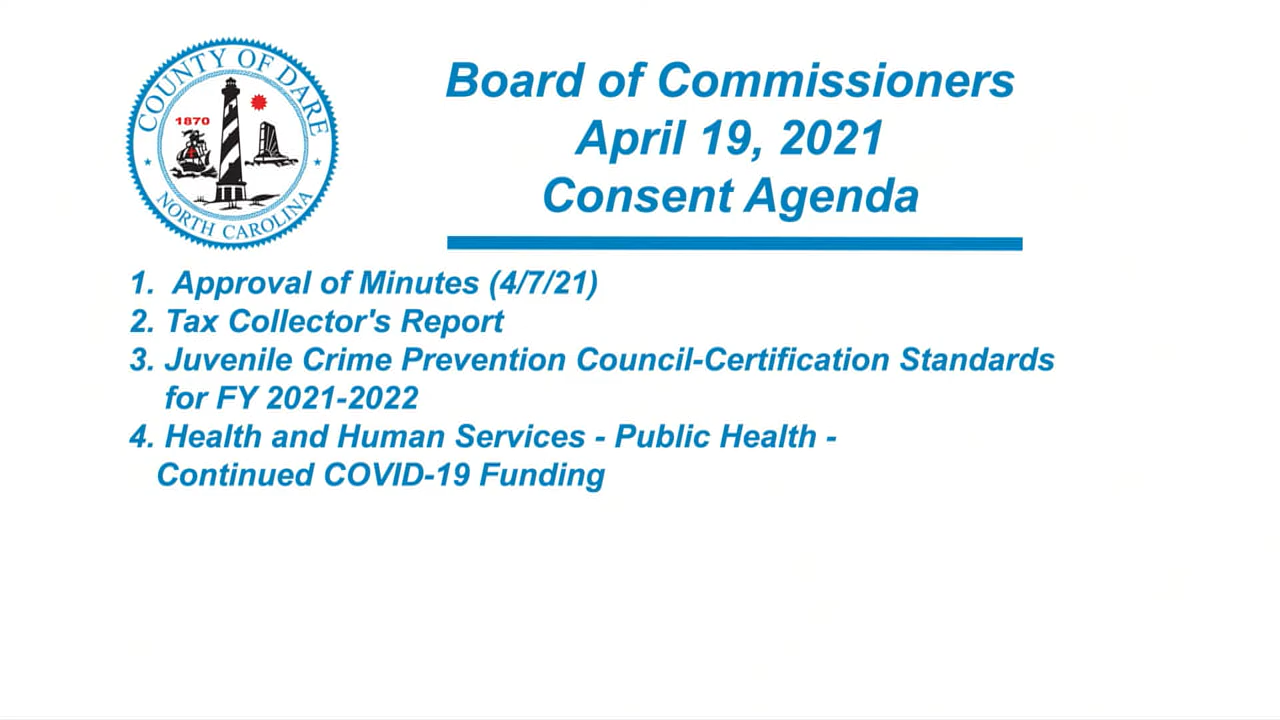 COUNTY OF DARE
1870
NORTH CAROLINA
Board of Commissioners
April 19, 2021
Consent Agenda
1. Approval of Minutes (4/7/21)
2. Tax Collector's Report
3. Juvenile Crime Prevention Council-Certification Standards
for FY 2021-2022
4. Health and Human Services - Public Health -
Continued COVID-19 Funding